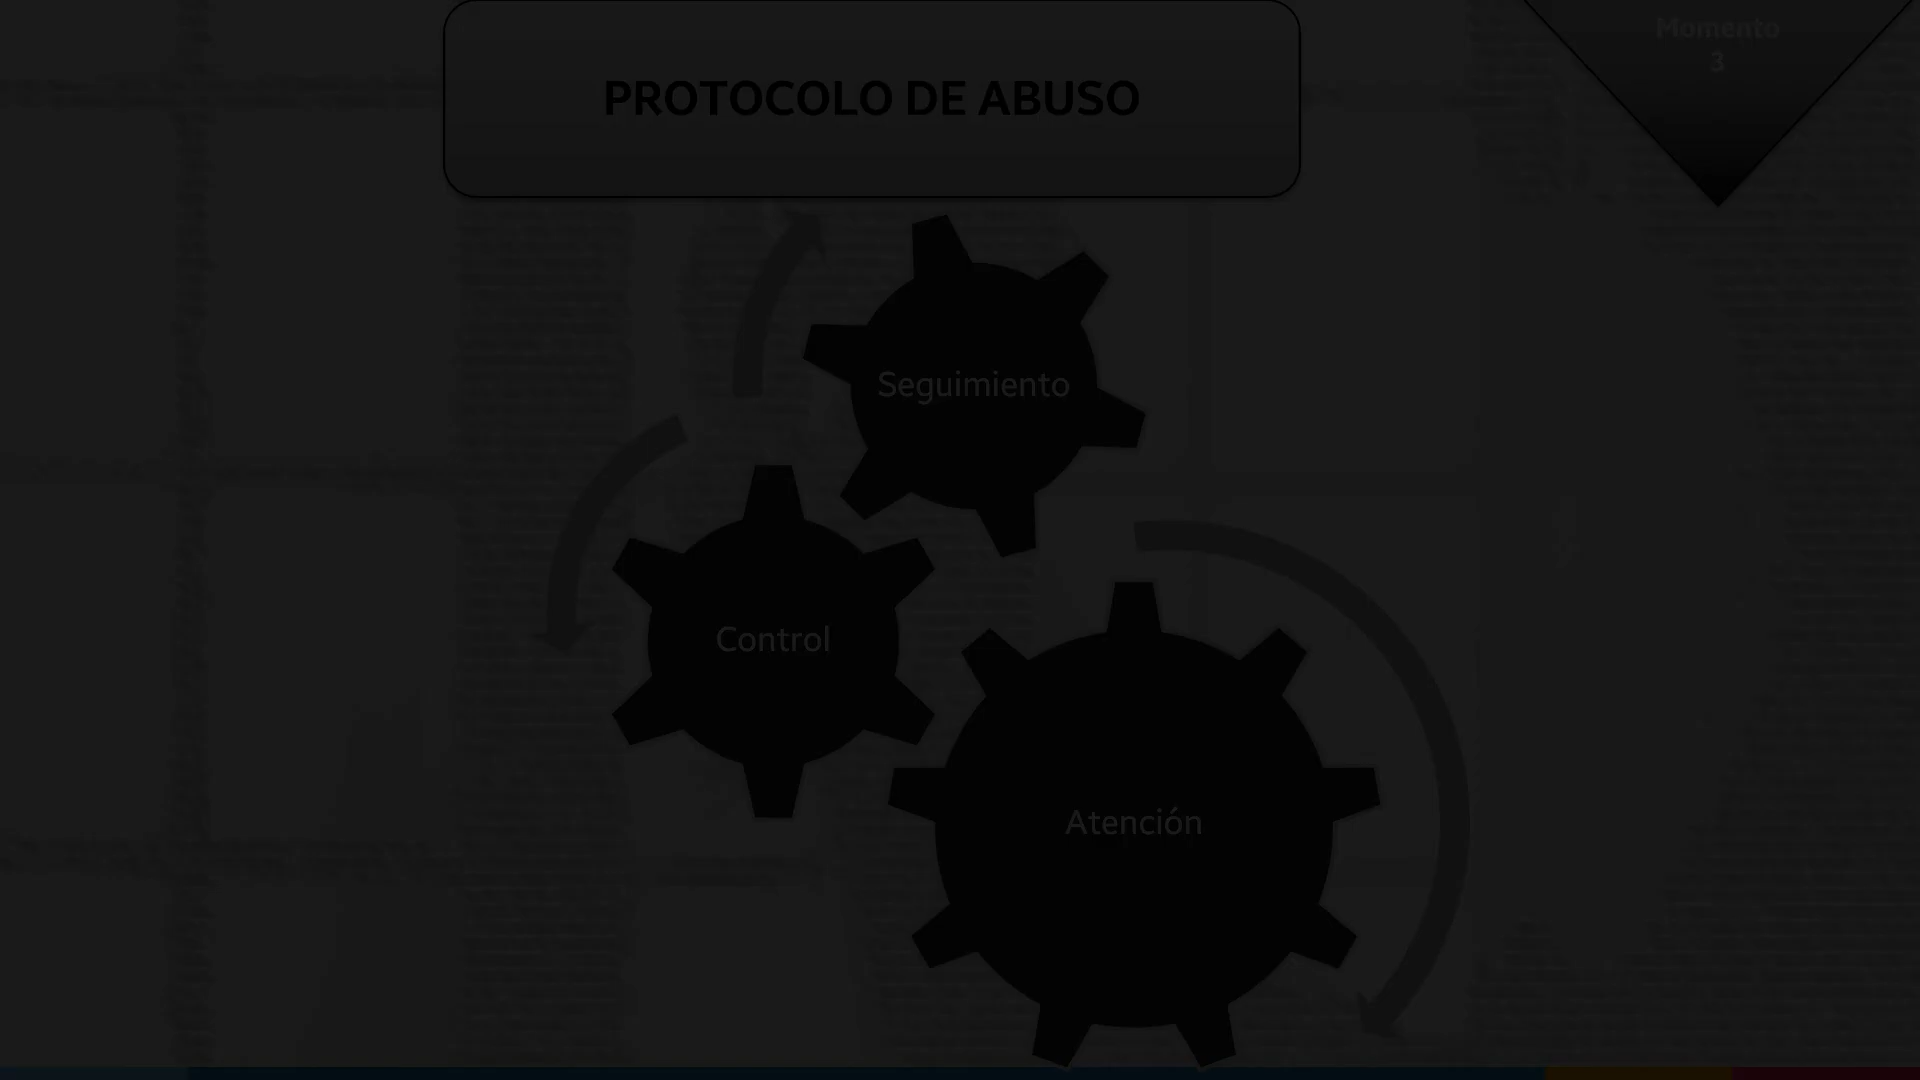 PROTOCOLO DE ABUSO
Momento
3
Seguimiento
Control
Atención